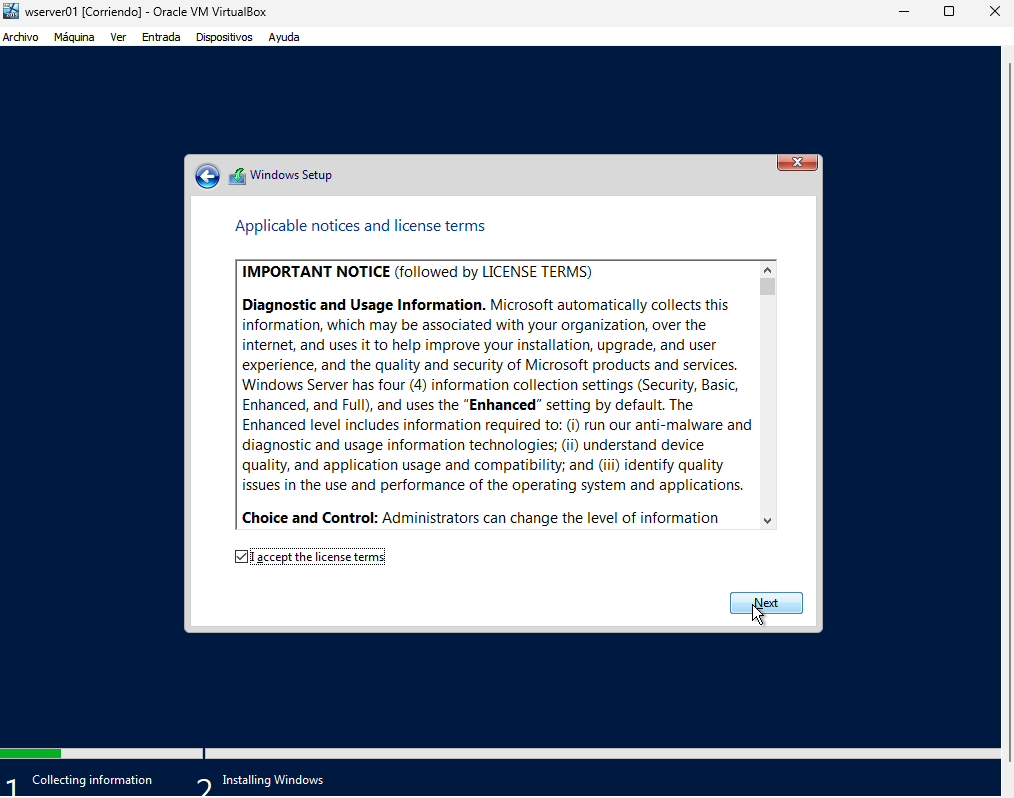 wserver01 [Corriendo] - Oracle VM VirtualBox
Archivo Máquina Ver Entrada Dispositivos Ayuda
Windows Setup
Applicable notices and license terms
IMPORTANT NOTICE (followed by LICENSE TERMS)
Diagnostic and Usage Information. Microsoft automatically collects this
information, which may be associated with your organization, over the
internet, and uses it to help improve your installation, upgrade, and user
experience, and the quality and security of Microsoft products and services.
Windows Server has four (4) information collection settings (Security, Basic,
Enhanced, and Full), and uses the “Enhanced” setting by default. The
Enhanced level includes information required to: (i) run our anti-malware and
diagnostic and usage information technologies; (ii) understand device
quality, and application usage and compatibility; and (iii) identify quality
issues in the use and performance of the operating system and applications.
Choice and Control: Administrators can change the level of information
I accept the license terms
Next
1 Collecting information 2 Installing Windows